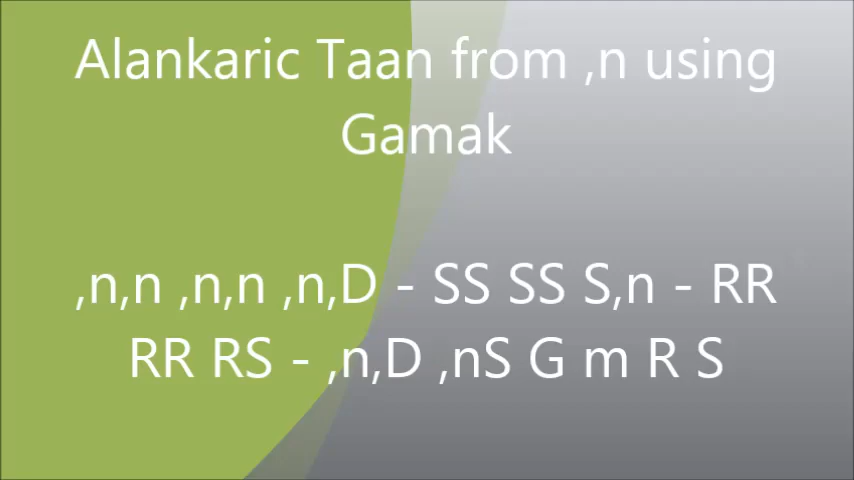 Alankaric Taan from ,n using
Gamak
,n,n ,n,n ,n,D - SS SS S,n - RR
RR RS - ,n,D ,nS G m R S